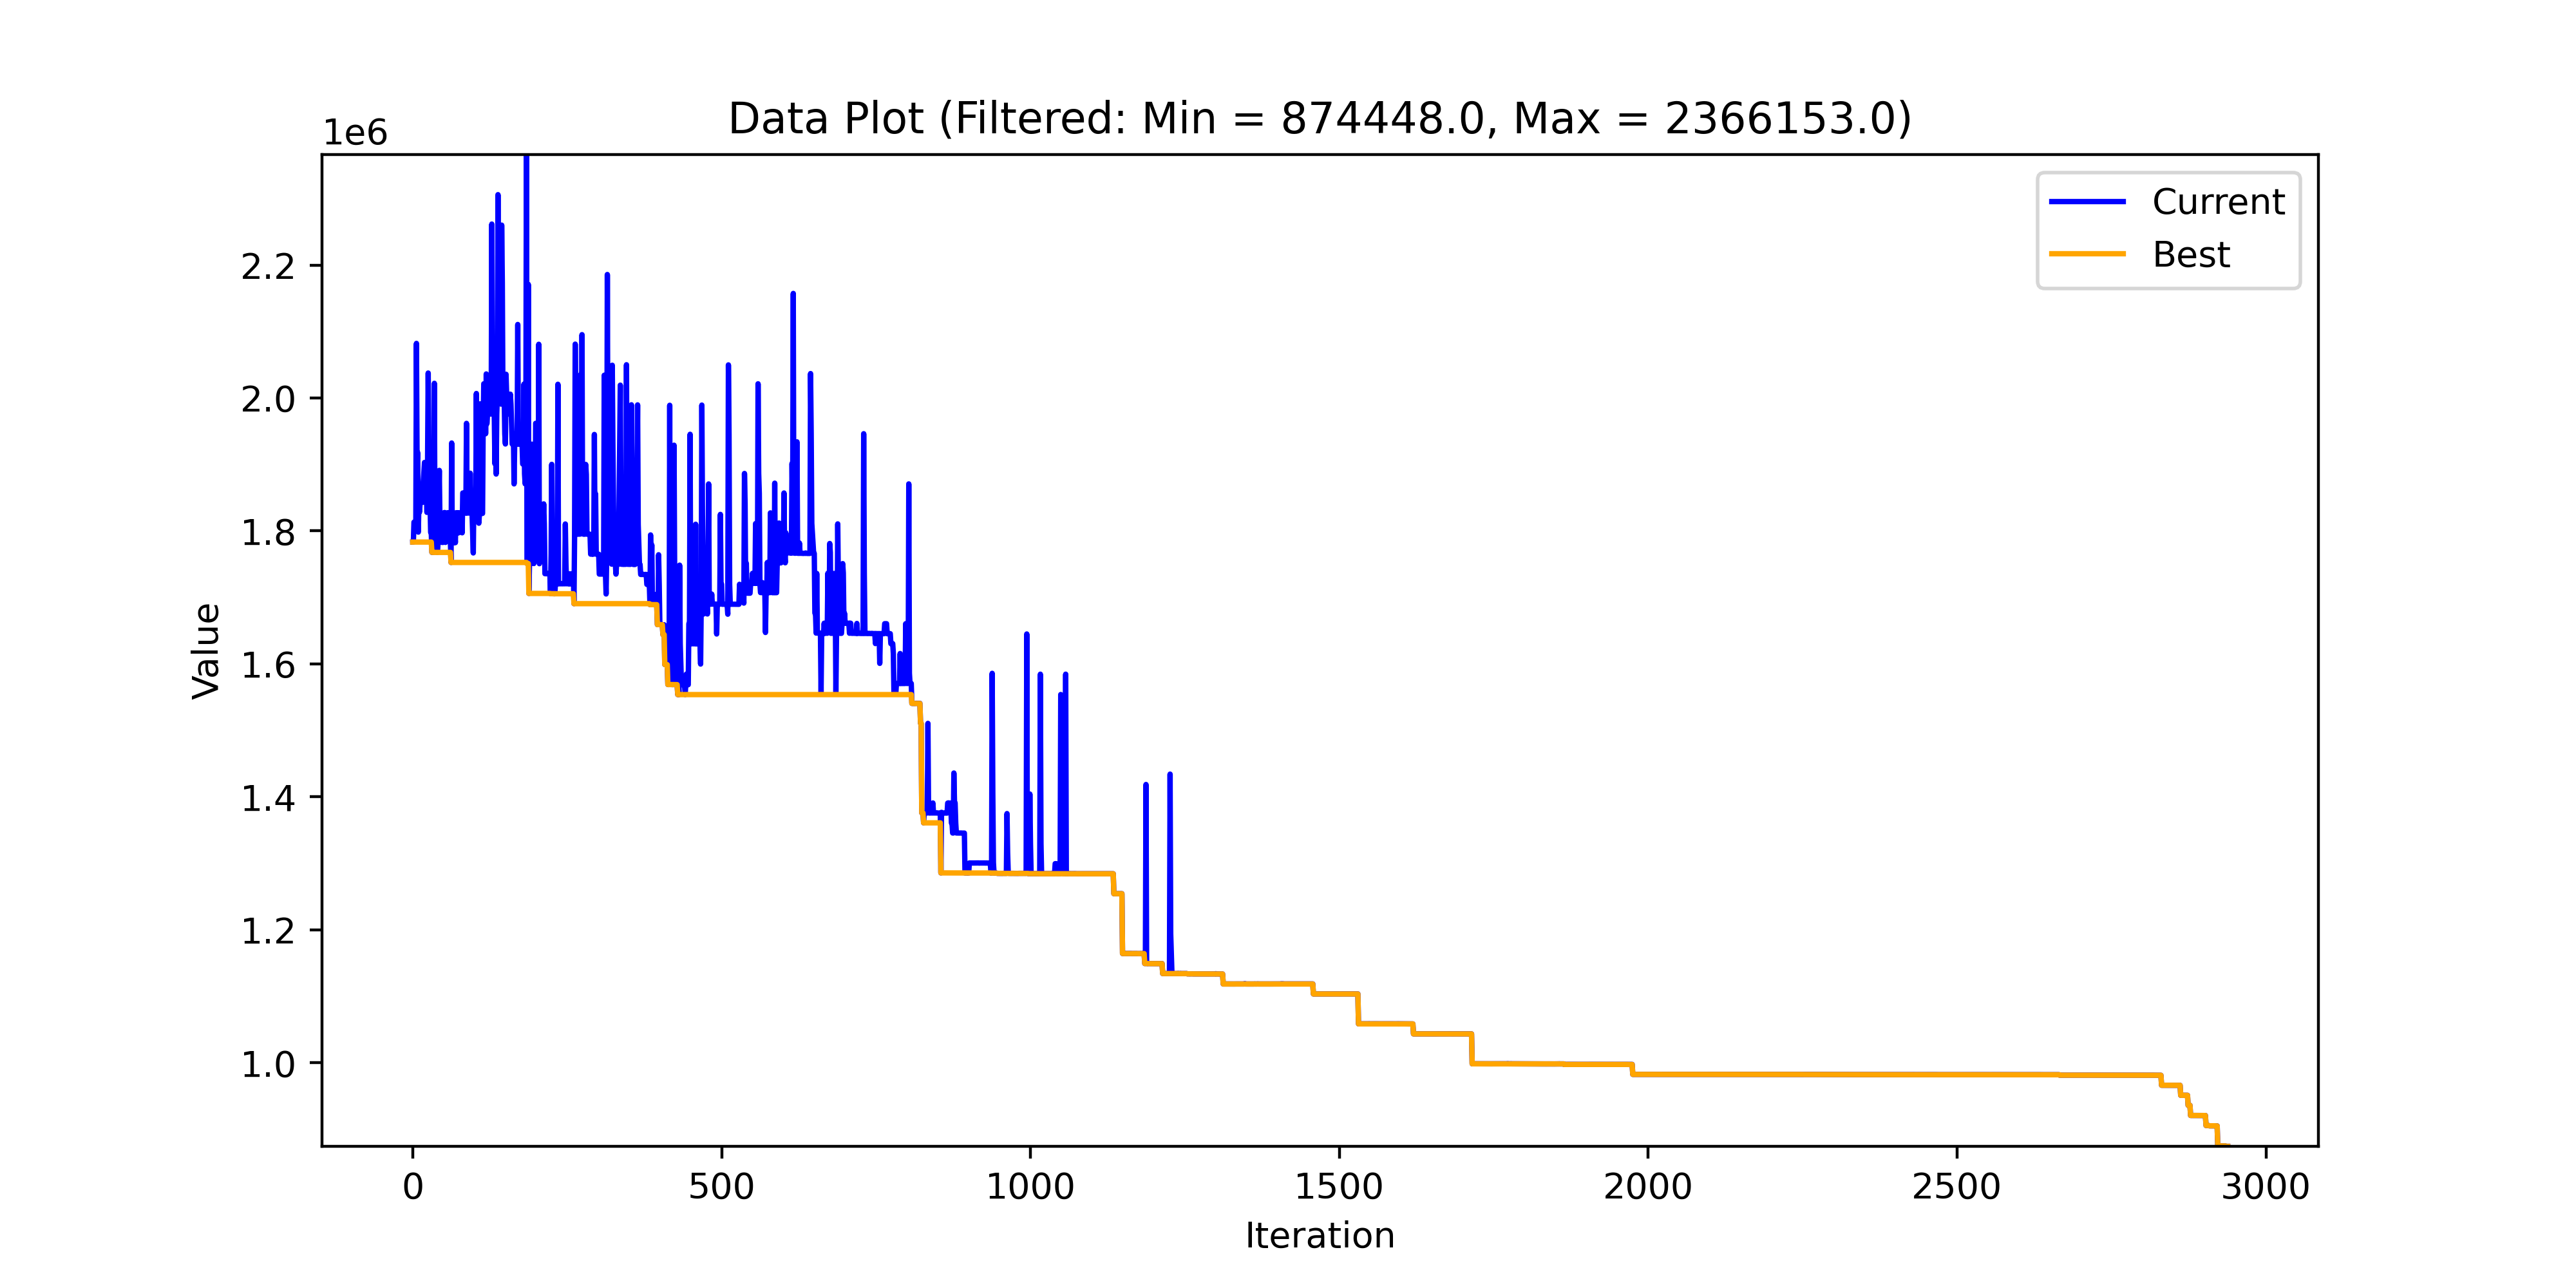 Data Plot (Filtered: Min = 874448.0, Max = 2366153.0)
1e6
Current
Best
2.2
2.0
1.8
1.6
1.4
1.2
1.0
Value
0 500 1000 1500 2000 2500 3000
Iteration